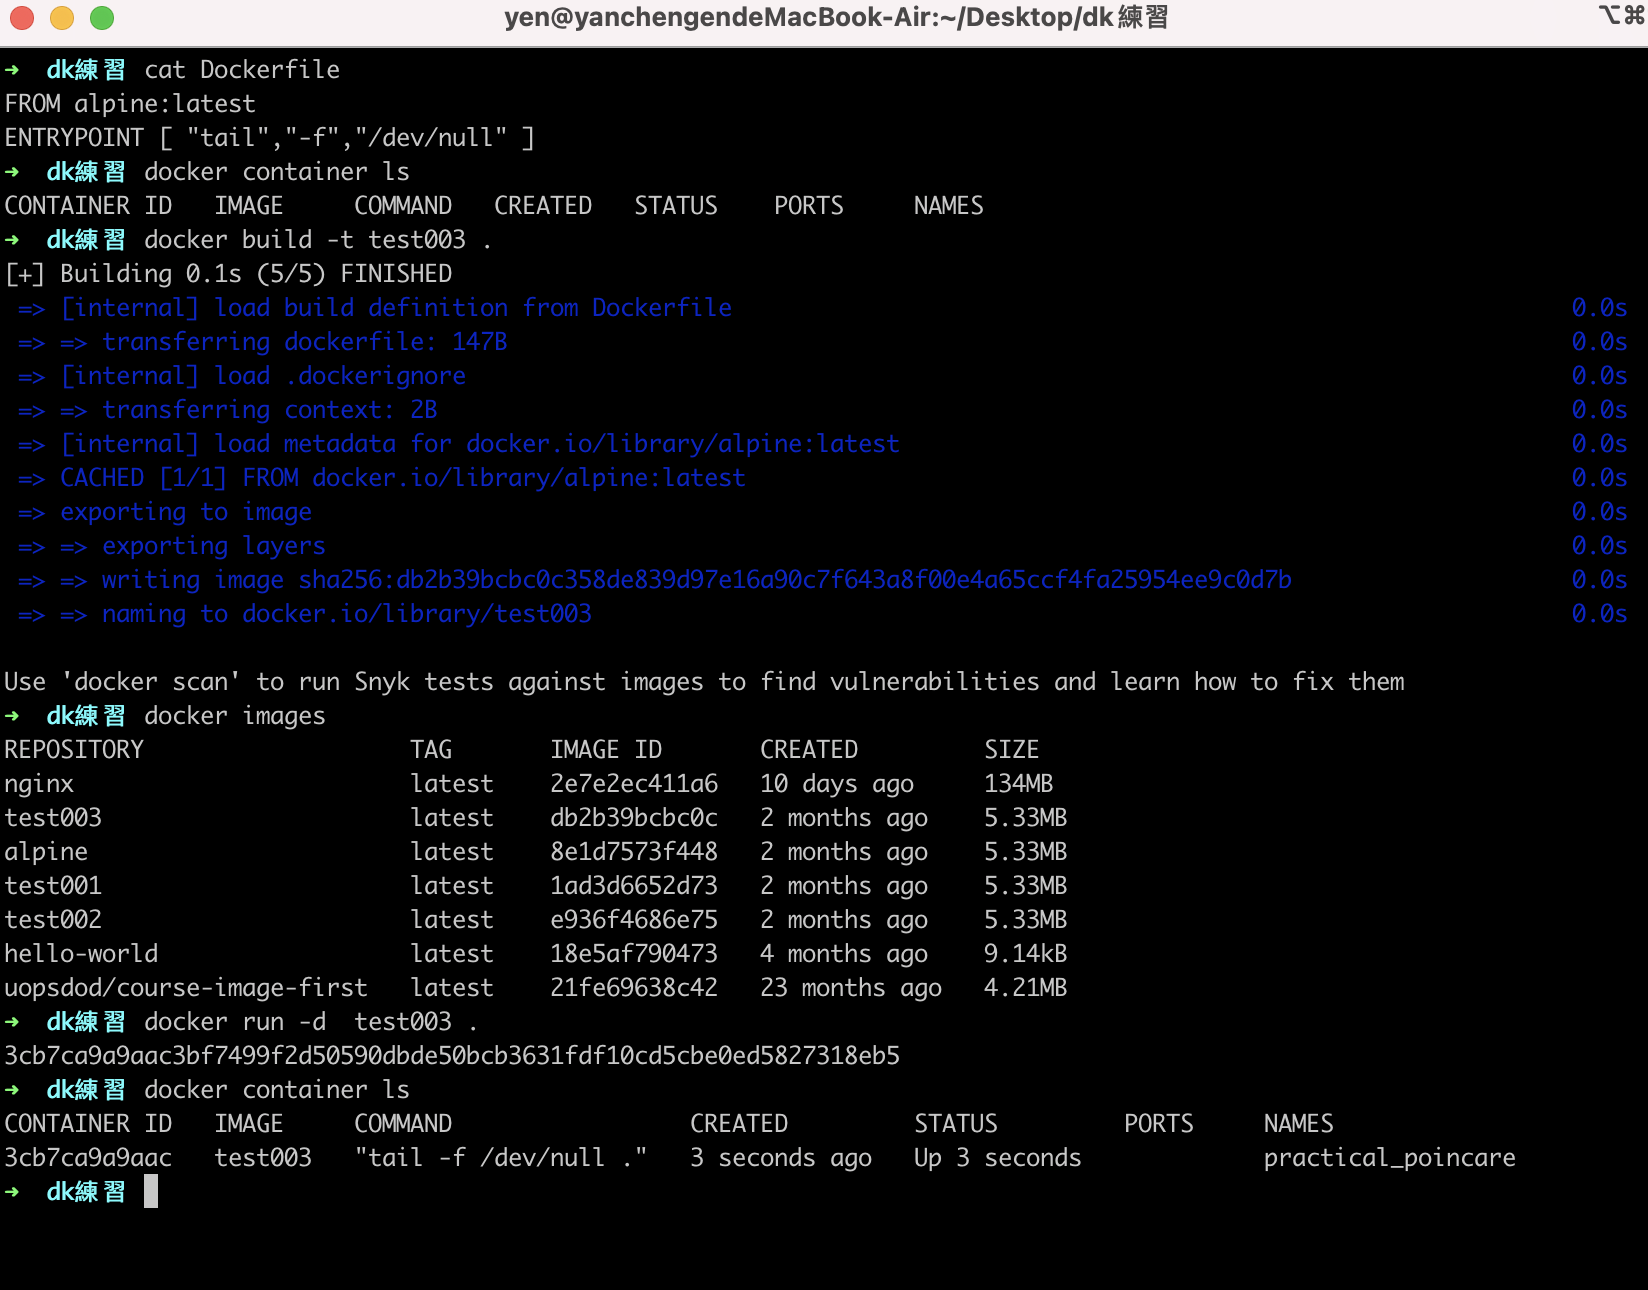 yen@yanchengendeMacBook-Air:~/Desktop/dk練習 ⌥⌘
➜ dk練習 cat Dockerfile
FROM alpine:latest
ENTRYPOINT [ "tail","-f","/dev/null" ]
➜ dk練習 docker container ls
CONTAINER ID IMAGE COMMAND CREATED STATUS PORTS NAMES
➜ dk練習 docker build -t test003 .
[+] Building 0.1s (5/5) FINISHED
=> [internal] load build definition from Dockerfile 0.0s
=> => transferring dockerfile: 147B 0.0s
=> [internal] load .dockerignore 0.0s
=> => transferring context: 2B 0.0s
=> [internal] load metadata for docker.io/library/alpine:latest 0.0s
=> CACHED [1/1] FROM docker.io/library/alpine:latest 0.0s
=> exporting to image 0.0s
=> => exporting layers 0.0s
=> => writing image sha256:db2b39bcbc0c358de839d97e16a90c7f643a8f00e4a65ccf4fa25954ee9c0d7b 0.0s
=> => naming to docker.io/library/test003 0.0s
Use 'docker scan' to run Snyk tests against images to find vulnerabilities and learn how to fix them
➜ dk練習 docker images
REPOSITORY TAG IMAGE ID CREATED SIZE
nginx latest 2e7e2ec411a6 10 days ago 134MB
test003 latest db2b39bcbc0c 2 months ago 5.33MB
alpine latest 8e1d7573f448 2 months ago 5.33MB
test001 latest 1ad3d6652d73 2 months ago 5.33MB
test002 latest e936f4686e75 2 months ago 5.33MB
hello-world latest 18e5af790473 4 months ago 9.14kB
uopsdod/course-image-first latest 21fe69638c42 23 months ago 4.21MB
➜ dk練習 docker run -d  test003 .
3cb7ca9a9aac3bf7499f2d50590dbde50bcb3631fdf10cd5cbe0ed5827318eb5
➜ dk練習 docker container ls
CONTAINER ID IMAGE COMMAND CREATED STATUS PORTS NAMES
3cb7ca9a9aac test003 "tail -f /dev/null ." 3 seconds ago Up 3 seconds practical_poincare
➜ dk練習